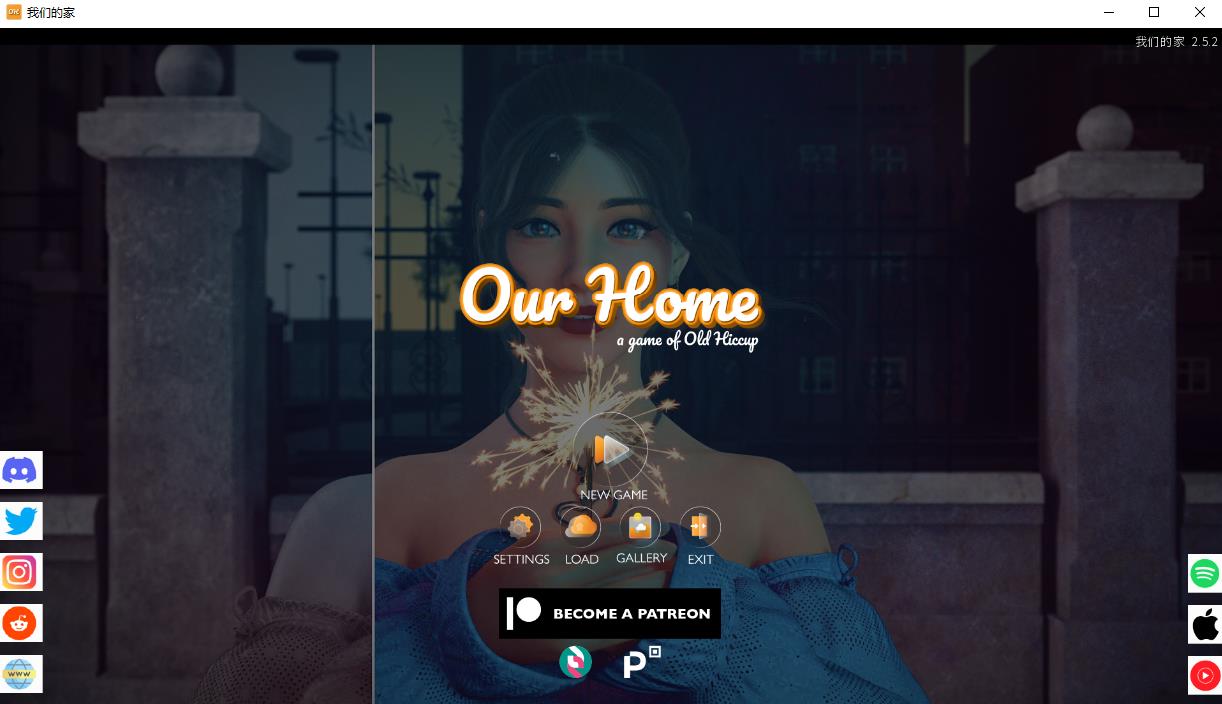 OH!
我们的家
我们的家 2.5.2
Our Home
a game of Old Hiccup
NEW GAME
SETTINGS LOAD GALLERY EXIT
BECOME A PATREON
WWW